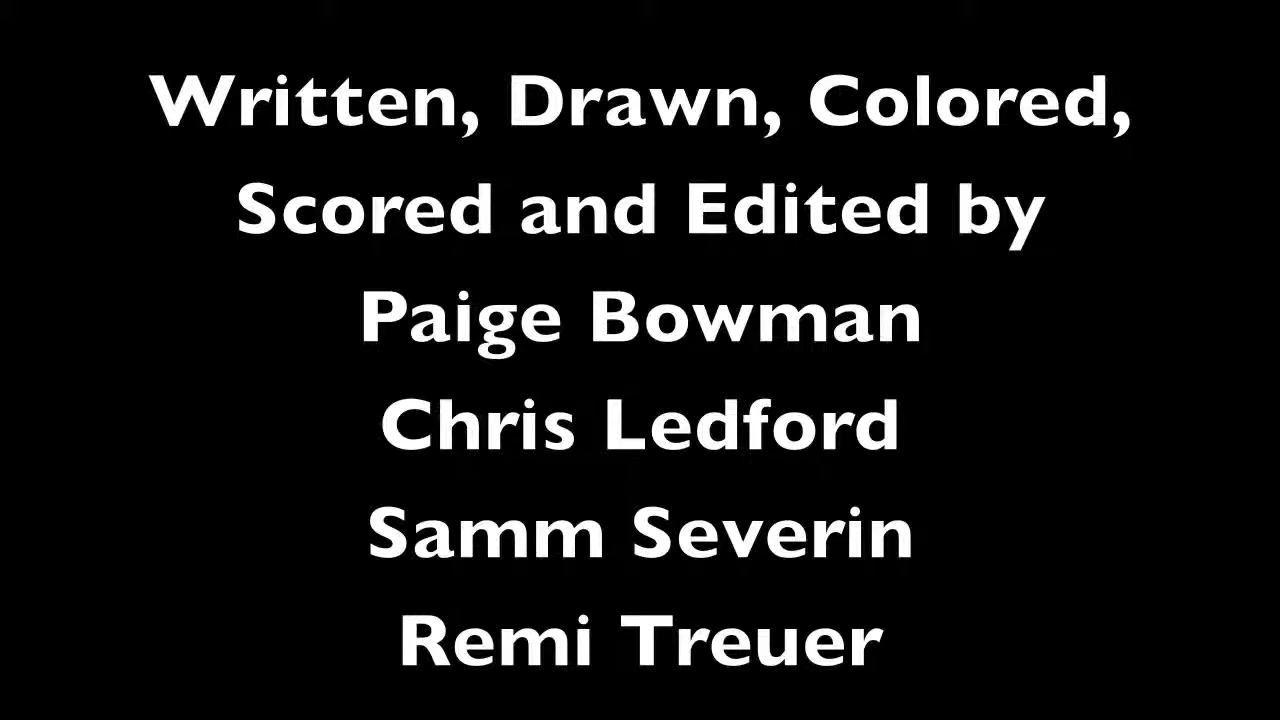 Written, Drawn, Colored,
Scored and Edited by
Paige Bowman
Chris Ledford
Samm Severin
Remi Treuer